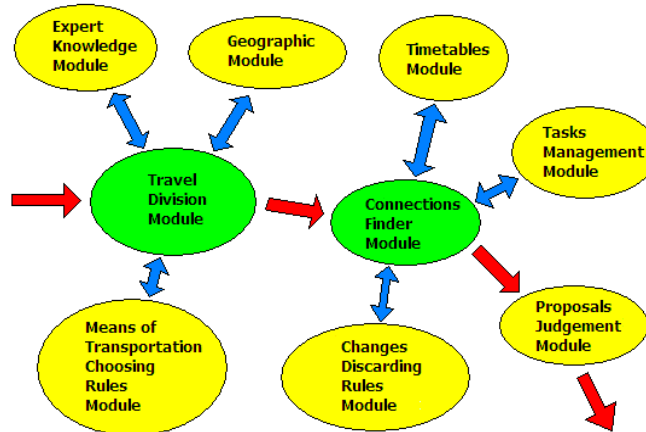 Expert
Knowledge
Module
Geographic
Module
Timetables
Module
Tasks
Management
Module
Travel
Division
Module
Connections
Finder
Module
Means of
Transportation
Choosing
Rules
Module
Changes
Discarding
Rules
Module
Proposals
Judgement
Module